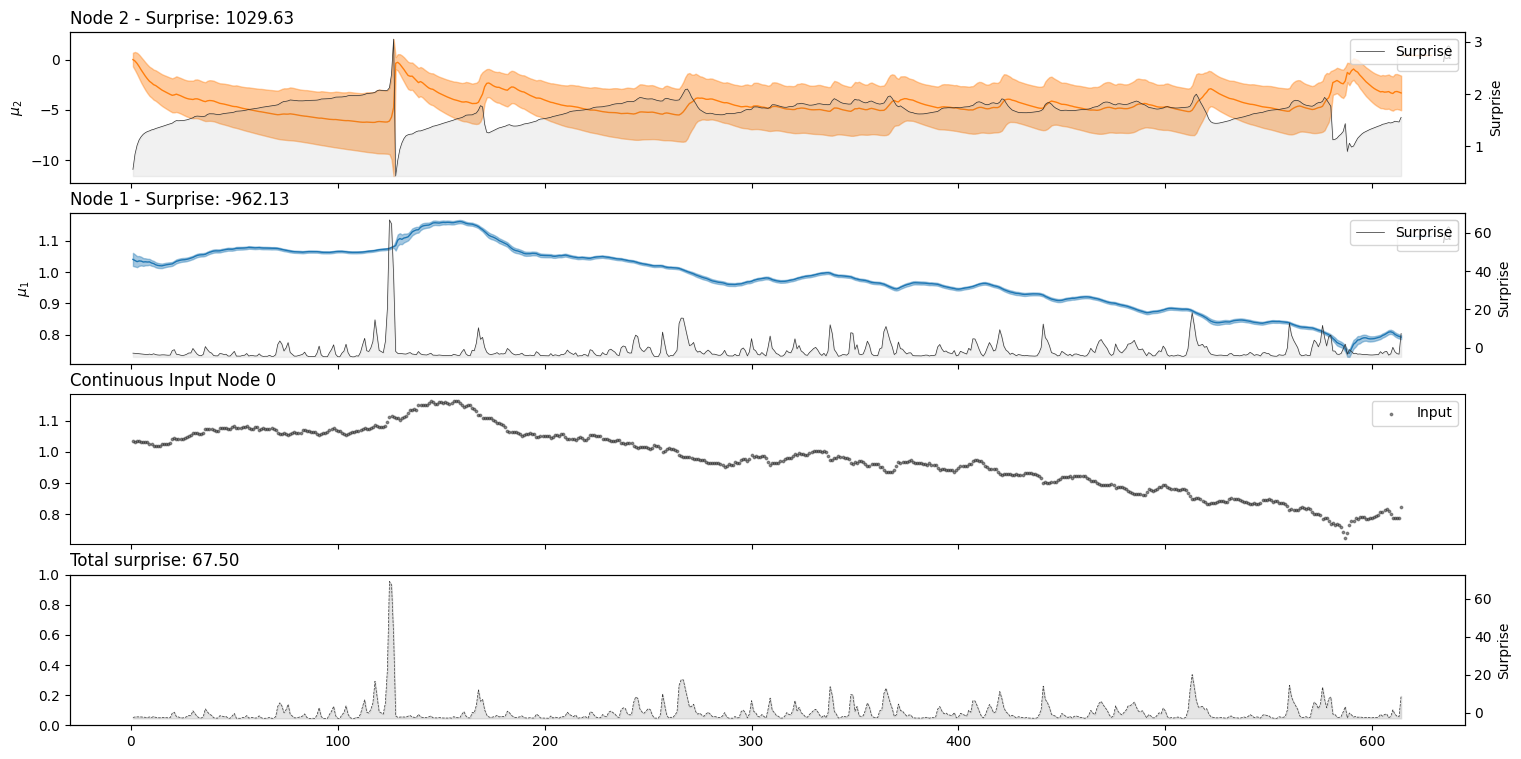 Node 2 - Surprise: 1029.63
0
−5
−10
μ2
Surprise
3
2
1
Surprise
Node 1 - Surprise: -962.13
1.1
1.0
0.9
0.8
μ1
Surprise
60
40
20
0
Surprise
Continuous Input Node 0
1.1
1.0
0.9
0.8
Input
Total surprise: 67.50
1.0
0.8
0.6
0.4
0.2
0.0
60
40
20
0
Surprise
0 100 200 300 400 500 600